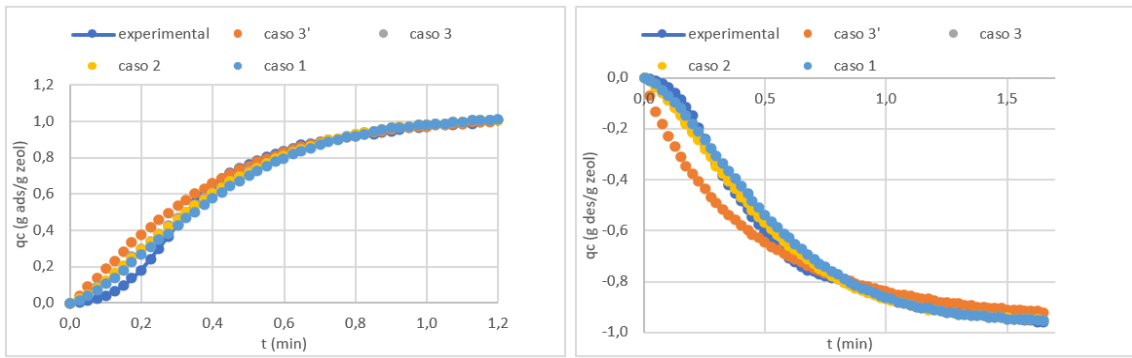 experimental caso 3' caso 3
caso 2 caso 1
1,2
1,0
0,8
0,6
0,4
0,2
0,0
0,0 0,2 0,4 0,6 0,8 1,0 1,2
qc (g ads/g zeol)
t (min)
experimental caso 3' caso 3
caso 2 caso 1
0,0
-0,2
-0,4
-0,6
-0,8
-1,0
0,0 0,5 1,0 1,5
qc (g des/g zeol)
t (min)